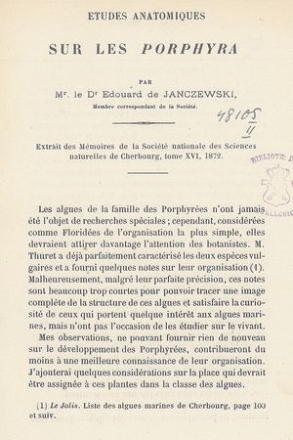 ETUDES ANATOMIQUES
SUR LES PORPHYRA
PAR
Mr. le Dr Edouard de JANCZEWSKI,
Membre correspondant de la Société.
48105
II
Extrait des Mémoires de la Société nationale des Sciences
naturelles de Cherbourg, tome XVI, 1872.
Les algues de la famille des Porphyrées n'ont jamais
été l'objet de recherches spéciales ; cependant, considérées
comme Floridées de l'organisation la plus simple, elles
devraient attirer davantage l'attention des botanistes. M.
Thuret a déjà parfaitement caractérisé les deux espèces vul-
gaires et a fourni quelques notes sur leur organisation (1).
Malheureusement, malgré leur parfaite précision, ces notes
sont beaucoup trop courtes pour pouvoir tracer une image
complète de la structure de ces algues et satisfaire la curio-
sité de ceux qui portent quelque intérêt aux algues mari-
nes, mais n'ont pas l'occasion de les étudier sur le vivant.
Mes observations, ne pouvant fournir rien de nouveau
sur le développement des Porphyrées, contribueront du
moins à une meilleure connaissance de leur organisation.
J'ajouterai quelques considérations sur la place qui devrait
être assignée à ces plantes dans la classe des algues.
(1) Le Jolis. Liste des algues marines de Cherbourg, page 100
et suiv.